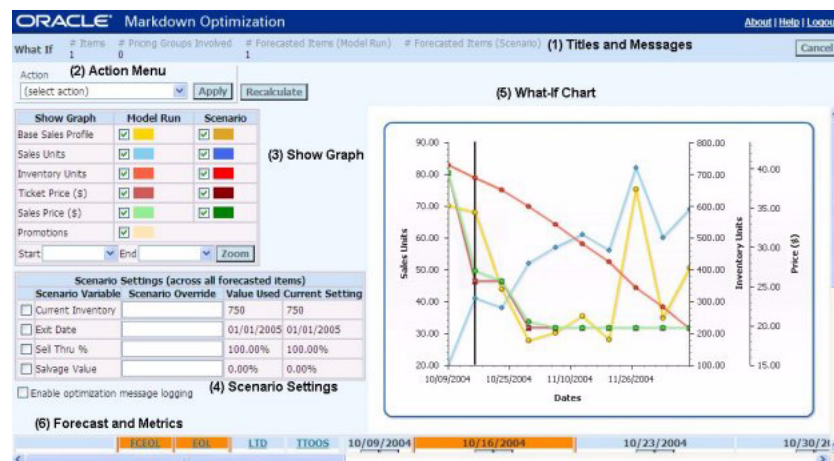 ORACLE Markdown Optimization
About | Help | Logou
What If
# Items
1
# Pricing Groups Involved
0
# Forecasted Items (Model Run)
1
# Forecasted Items (Scenario)
(1) Titles and Messages
Cancel
Action
(2) Action Menu
(select action)
Apply
Recalculate
(5) What-If Chart
Show Graph Model Run Scenario
Base Sales Profile
Sales Units
(3) Show Graph
Inventory Units
Ticket Price ($)
Sales Price ($)
Promotions
Start End Zoom
Scenario Settings (across all forecasted items)
Scenario Variable Scenario Override Value Used Current Setting
Current Inventory 750 750
Exit Date 01/01/2005 01/01/2005
Sell Thru % 100.00% 100.00%
Salvage Value 0.00% 0.00%
(4) Scenario Settings
Enable optimization message logging
90.00
80.00
70.00
60.00
50.00
40.00
30.00
20.00
Sales Units
800.00
700.00
600.00
500.00
400.00
300.00
200.00
100.00
Inventory Units
40.00
35.00
30.00
25.00
20.00
15.00
Price ($)
10/09/2004 10/25/2004 11/10/2004 11/26/2004
Dates
(6) Forecast and Metrics
FCEOL EOL LTD TTOOS 10/09/2004 10/16/2004 10/23/2004 10/30/20